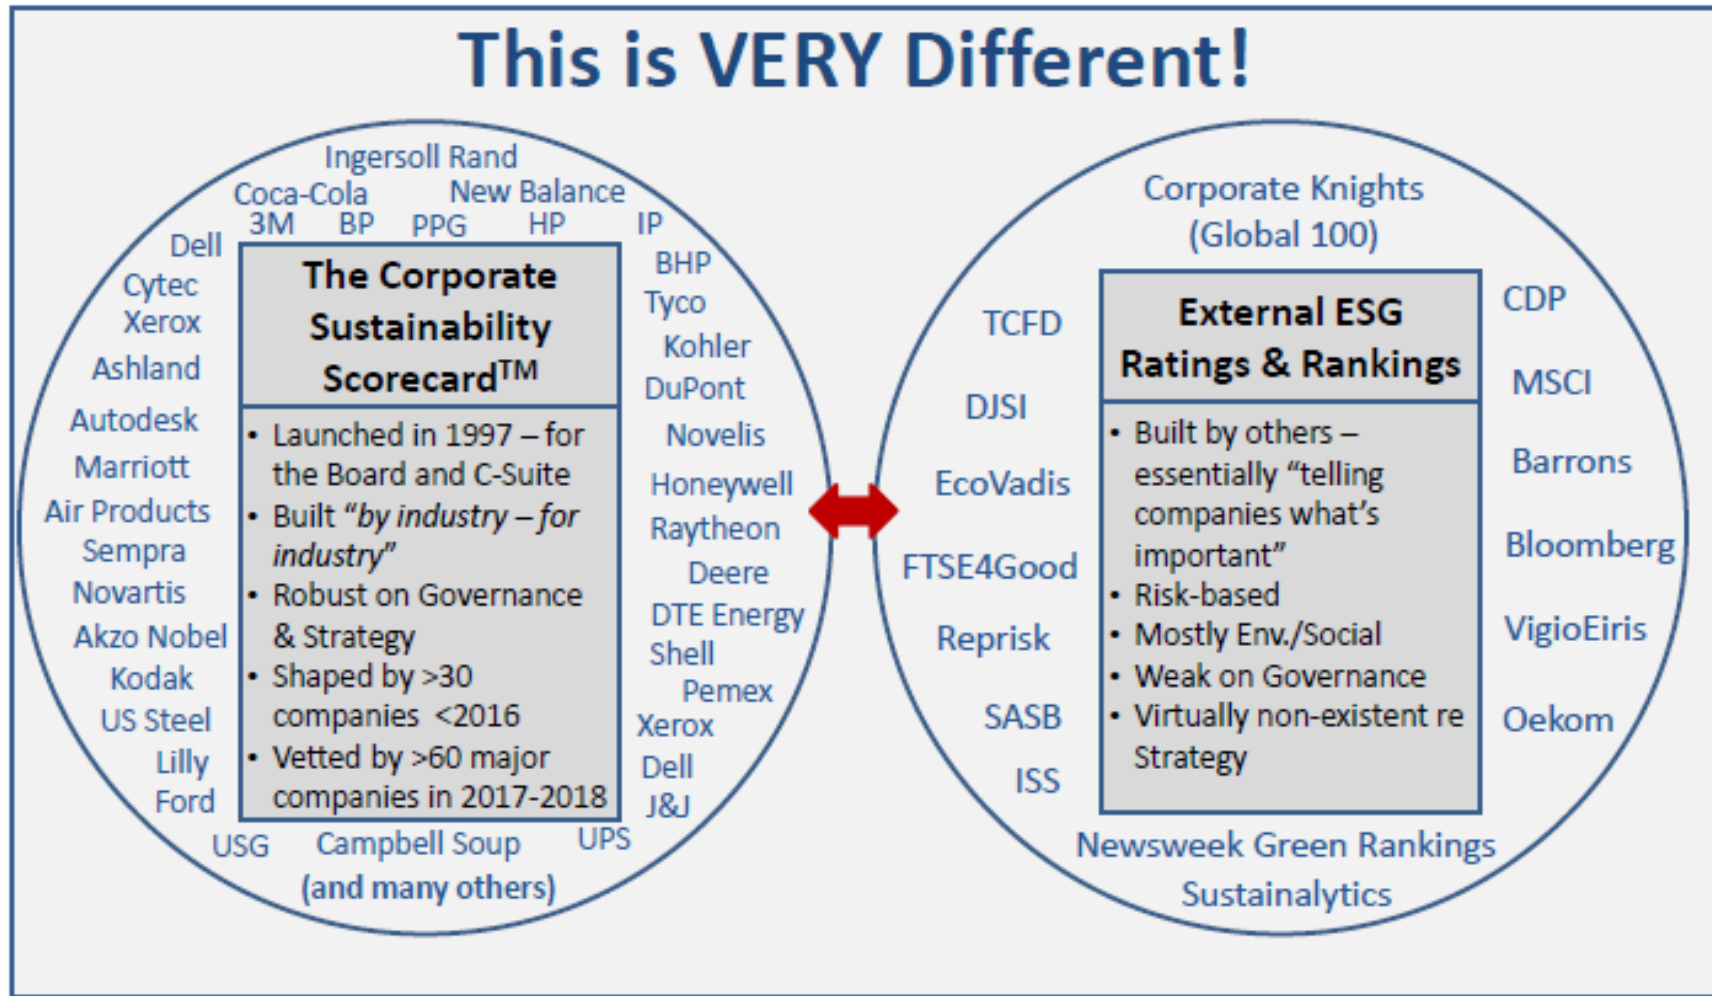 This is VERY Different!
Ingersoll Rand
Coca-Cola
New Balance
3M
BP
PPG
HP
IP
Dell
Cytec
Xerox
Ashland
Autodesk
Marriott
Air Products
Sempra
Novartis
Akzo Nobel
Kodak
US Steel
Lilly
Ford
The Corporate
Sustainability
Scorecard™
• Launched in 1997 – for
the Board and C-Suite
• Built “by industry – for
industry”
• Robust on Governance
& Strategy
• Shaped by >30
companies <2016
• Vetted by >60 major
companies in 2017-2018
BHP
Tyco
Kohler
DuPont
Novelis
Honeywell
Raytheon
Deere
DTE Energy
Shell
Pemex
Xerox
Dell
J&J
USG
Campbell Soup
UPS
(and many others)
Corporate Knights
(Global 100)
TCFD
DJSI
EcoVadis
FTSE4Good
Reprisk
SASB
ISS
External ESG
Ratings & Rankings
• Built by others –
essentially “telling
companies what’s
important”
• Risk-based
• Mostly Env./Social
• Weak on Governance
• Virtually non-existent re
Strategy
CDP
MSCI
Barrons
Bloomberg
VigioEiris
Oekom
Newsweek Green Rankings
Sustainalytics